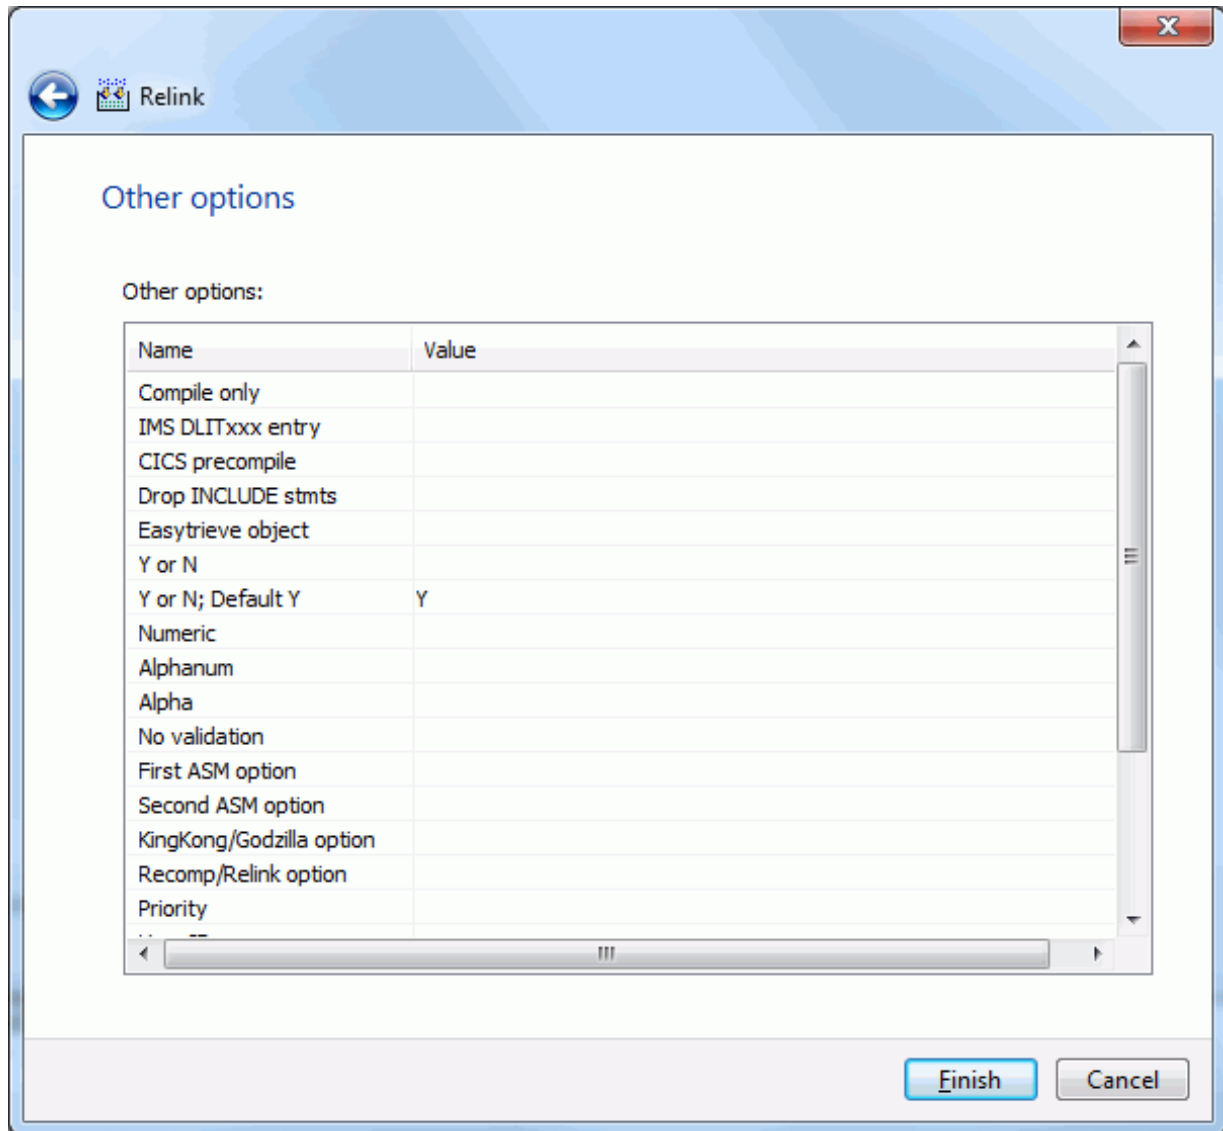 Relink
Other options
Other options:
Name Value
Compile only
IMS DLITxxx entry
CICS precompile
Drop INCLUDE stmts
Easytrieve object
Y or N
Y or N; Default Y Y
Numeric
Alphanum
Alpha
No validation
First ASM option
Second ASM option
KingKong/Godzilla option
Recomp/Relink option
Priority
Finish Cancel